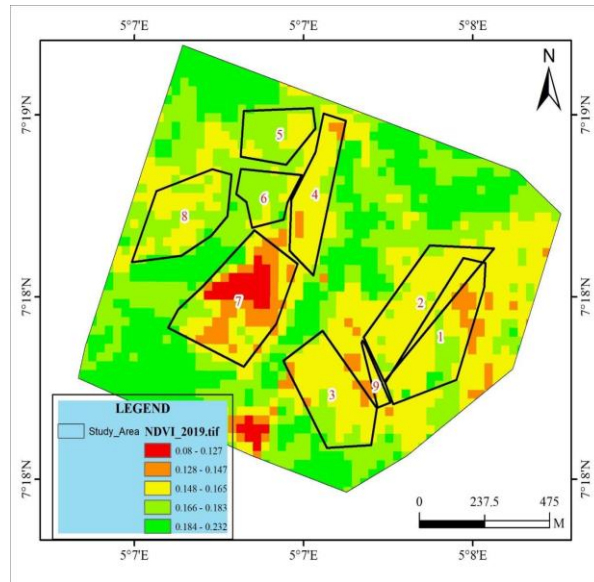 5°7'E 5°7'E 5°8'E
N
7°19'N 7°19'N
5
4
6
8
7°18'N 7°18'N
7
2
1
3
9
LEGEND
Study_Area NDVI_2019.tif
0.08 - 0.127
0.128 - 0.147
0.148 - 0.165
0.166 - 0.183
0.184 - 0.232
7°18'N 7°18'N
0 237.5 475
M
5°7'E 5°7'E 5°8'E